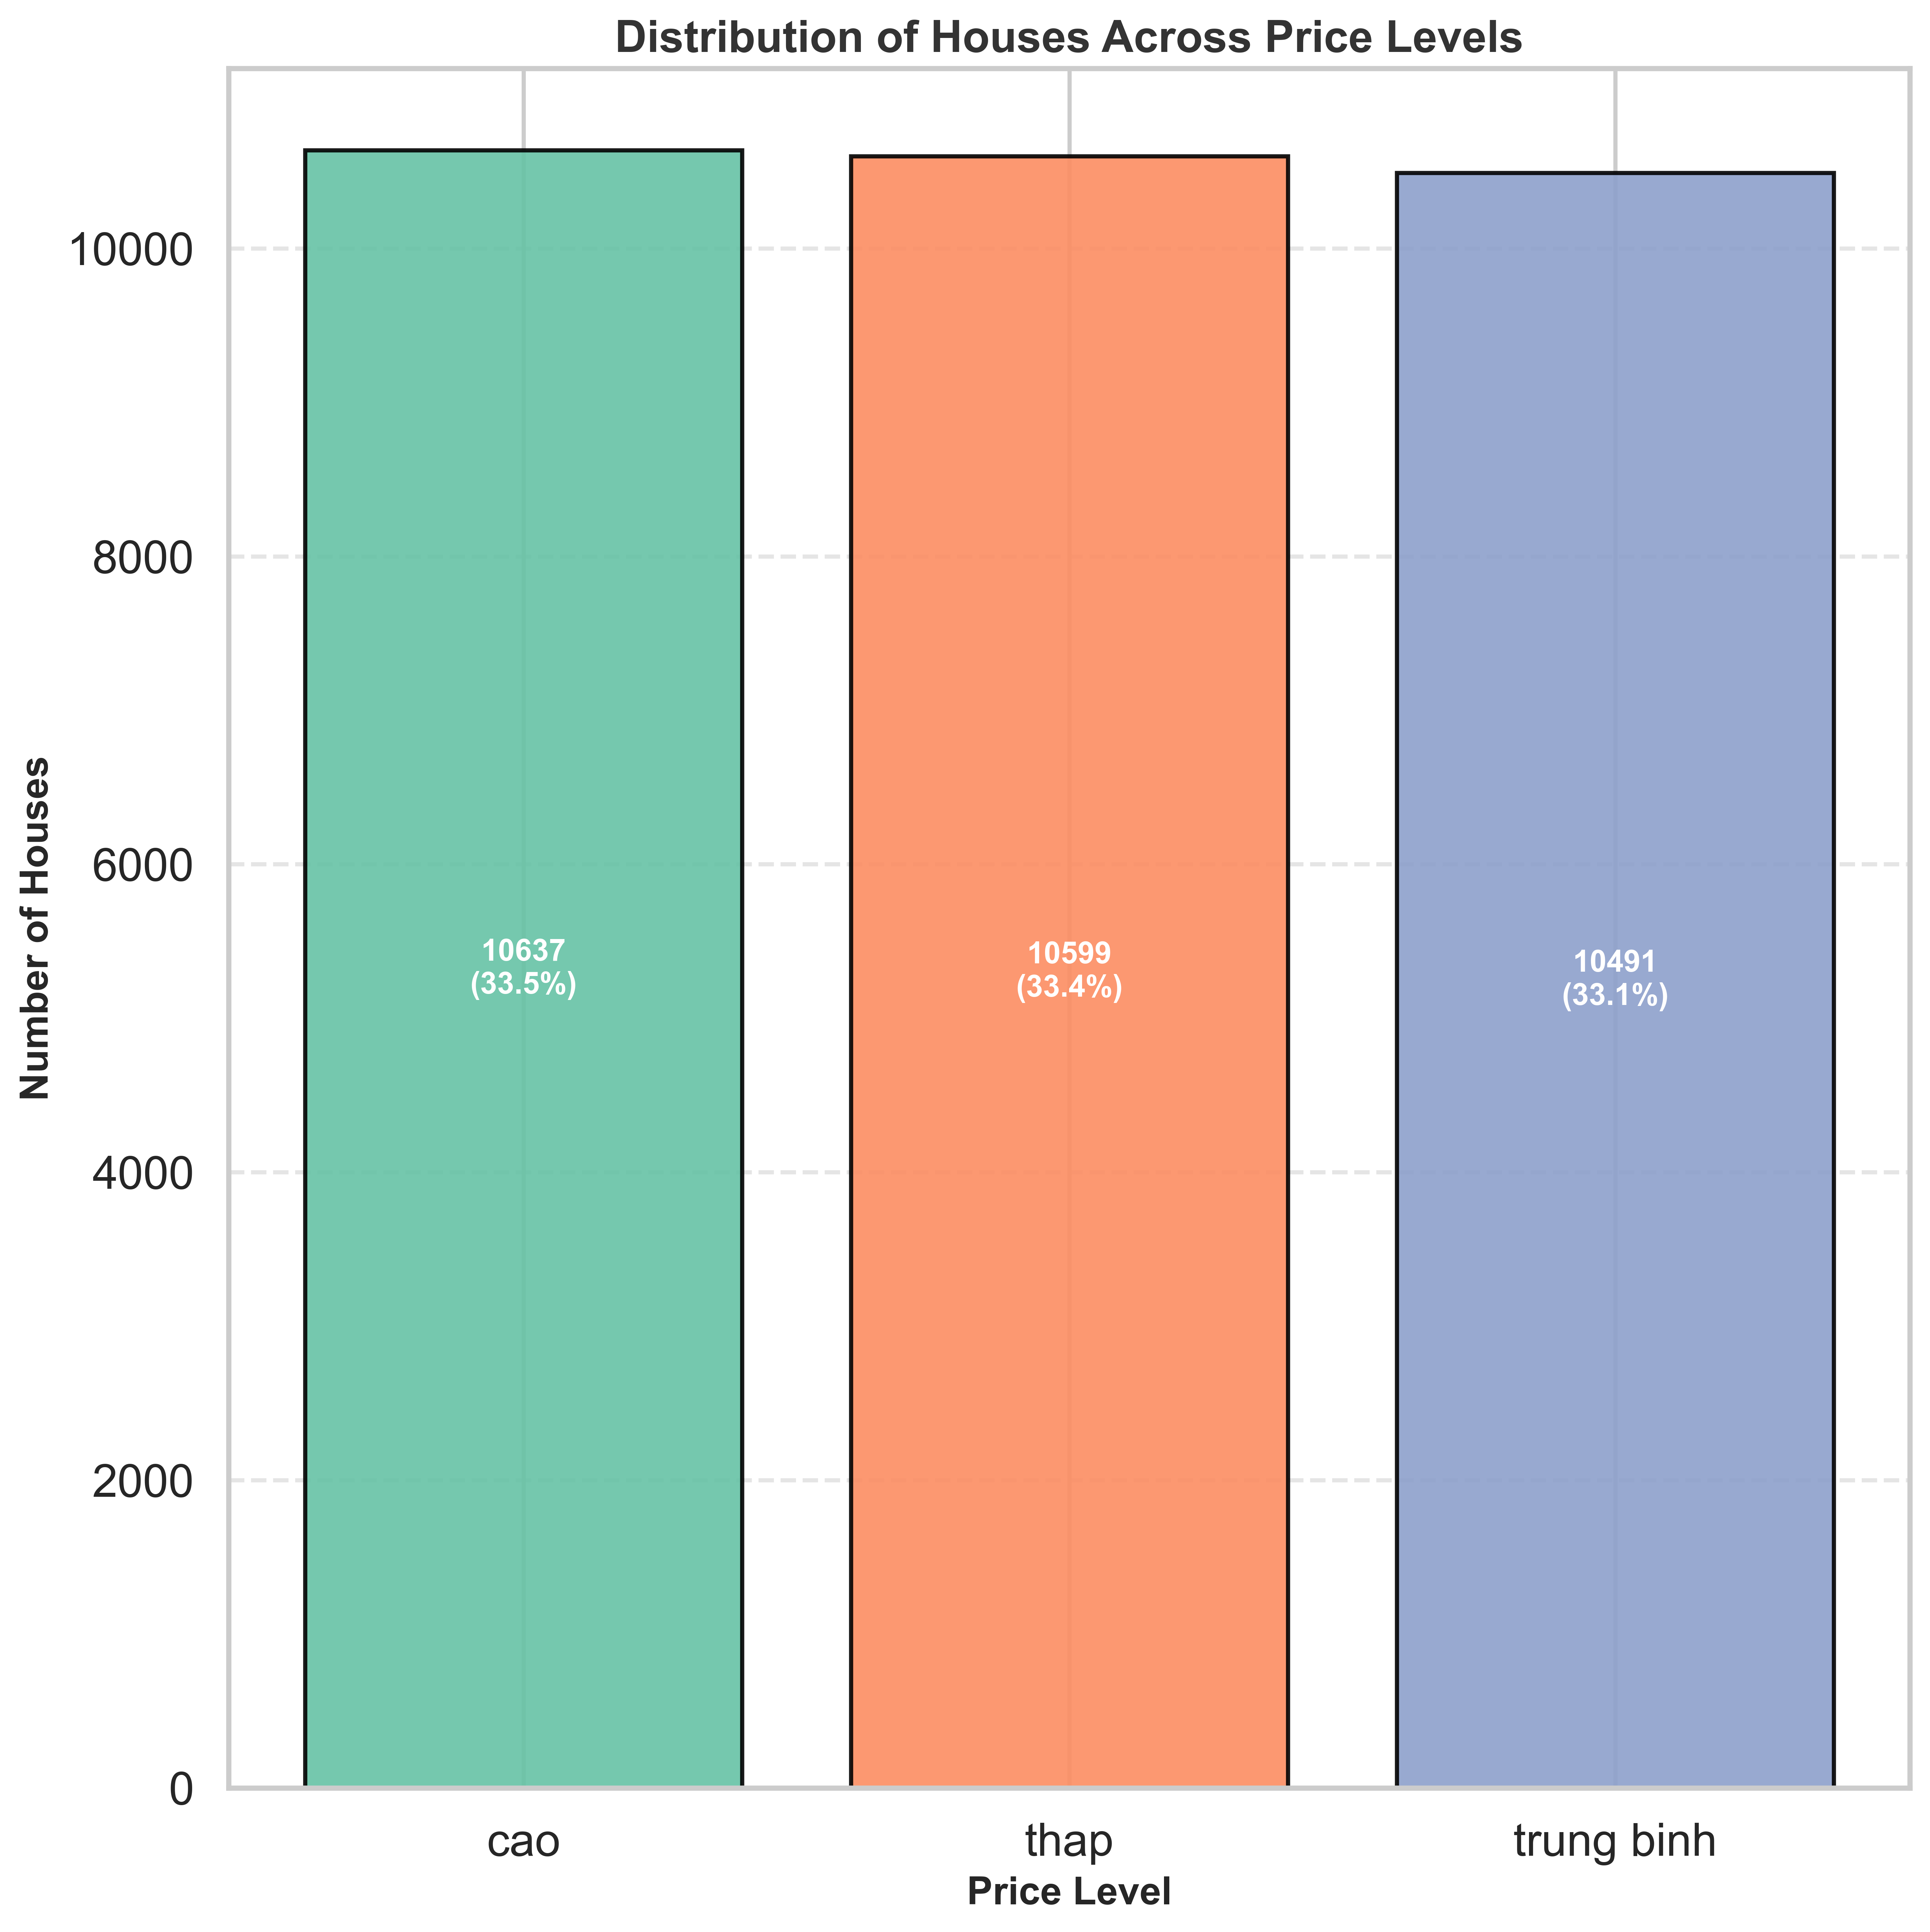 Distribution of Houses Across Price Levels
Number of Houses
10000
8000
6000
4000
2000
0
10637
(33.5%)
10599
(33.4%)
10491
(33.1%)
cao
thap
trung binh
Price Level